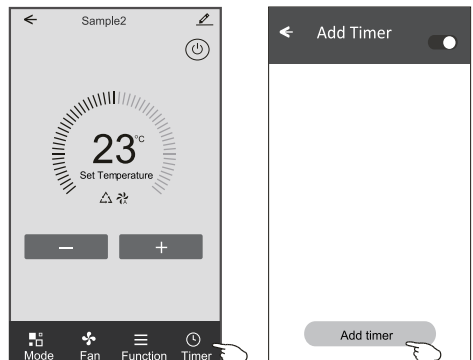 Sample2
23°C
Set Temperature
Mode Fan Function Timer
Add Timer
Add timer